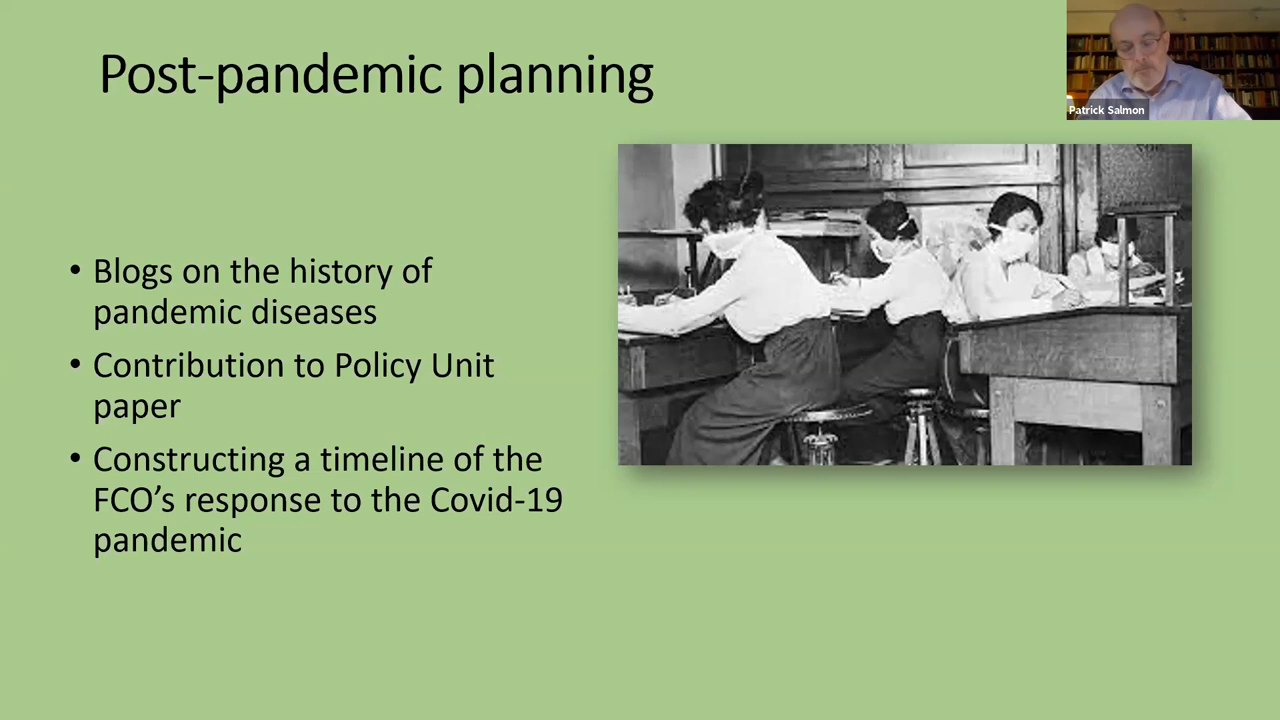 Post-pandemic planning
Patrick Salmon
• Blogs on the history of
pandemic diseases
• Contribution to Policy Unit
paper
• Constructing a timeline of the
FCO’s response to the Covid-19
pandemic